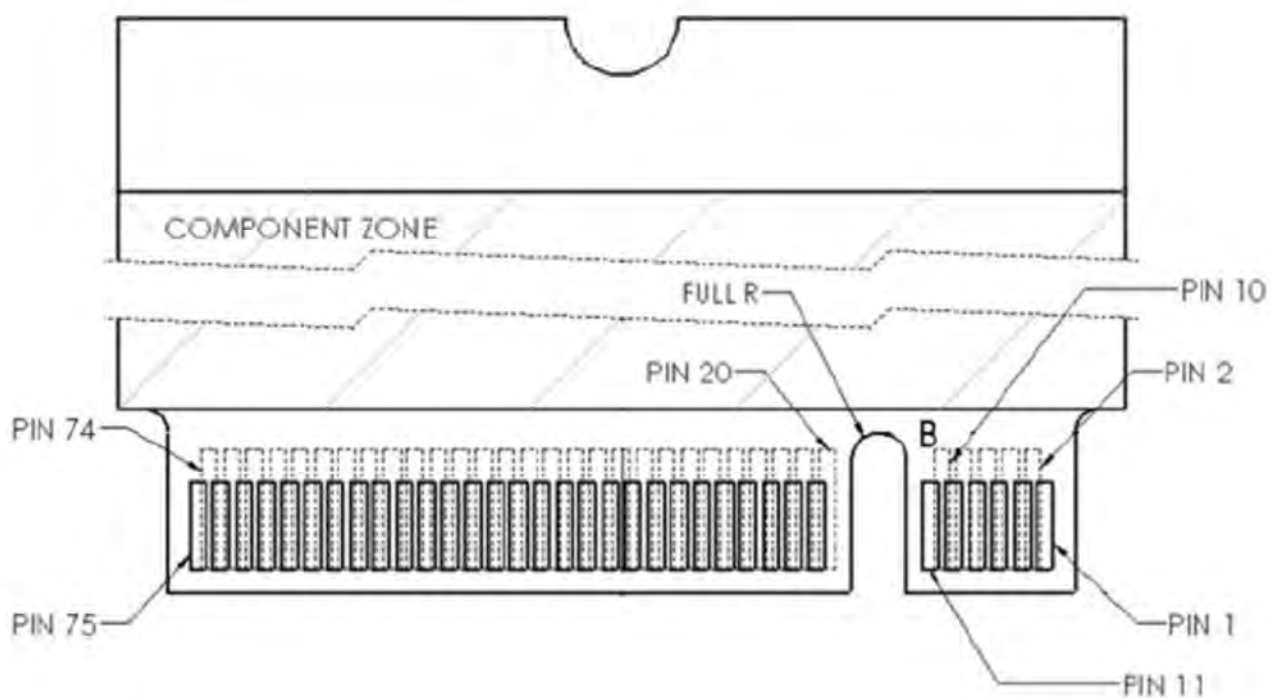 COMPONENT ZONE
FULL R
PIN 10
PIN 20
PIN 2
PIN 74
B
PIN 75
PIN 1
PIN 11